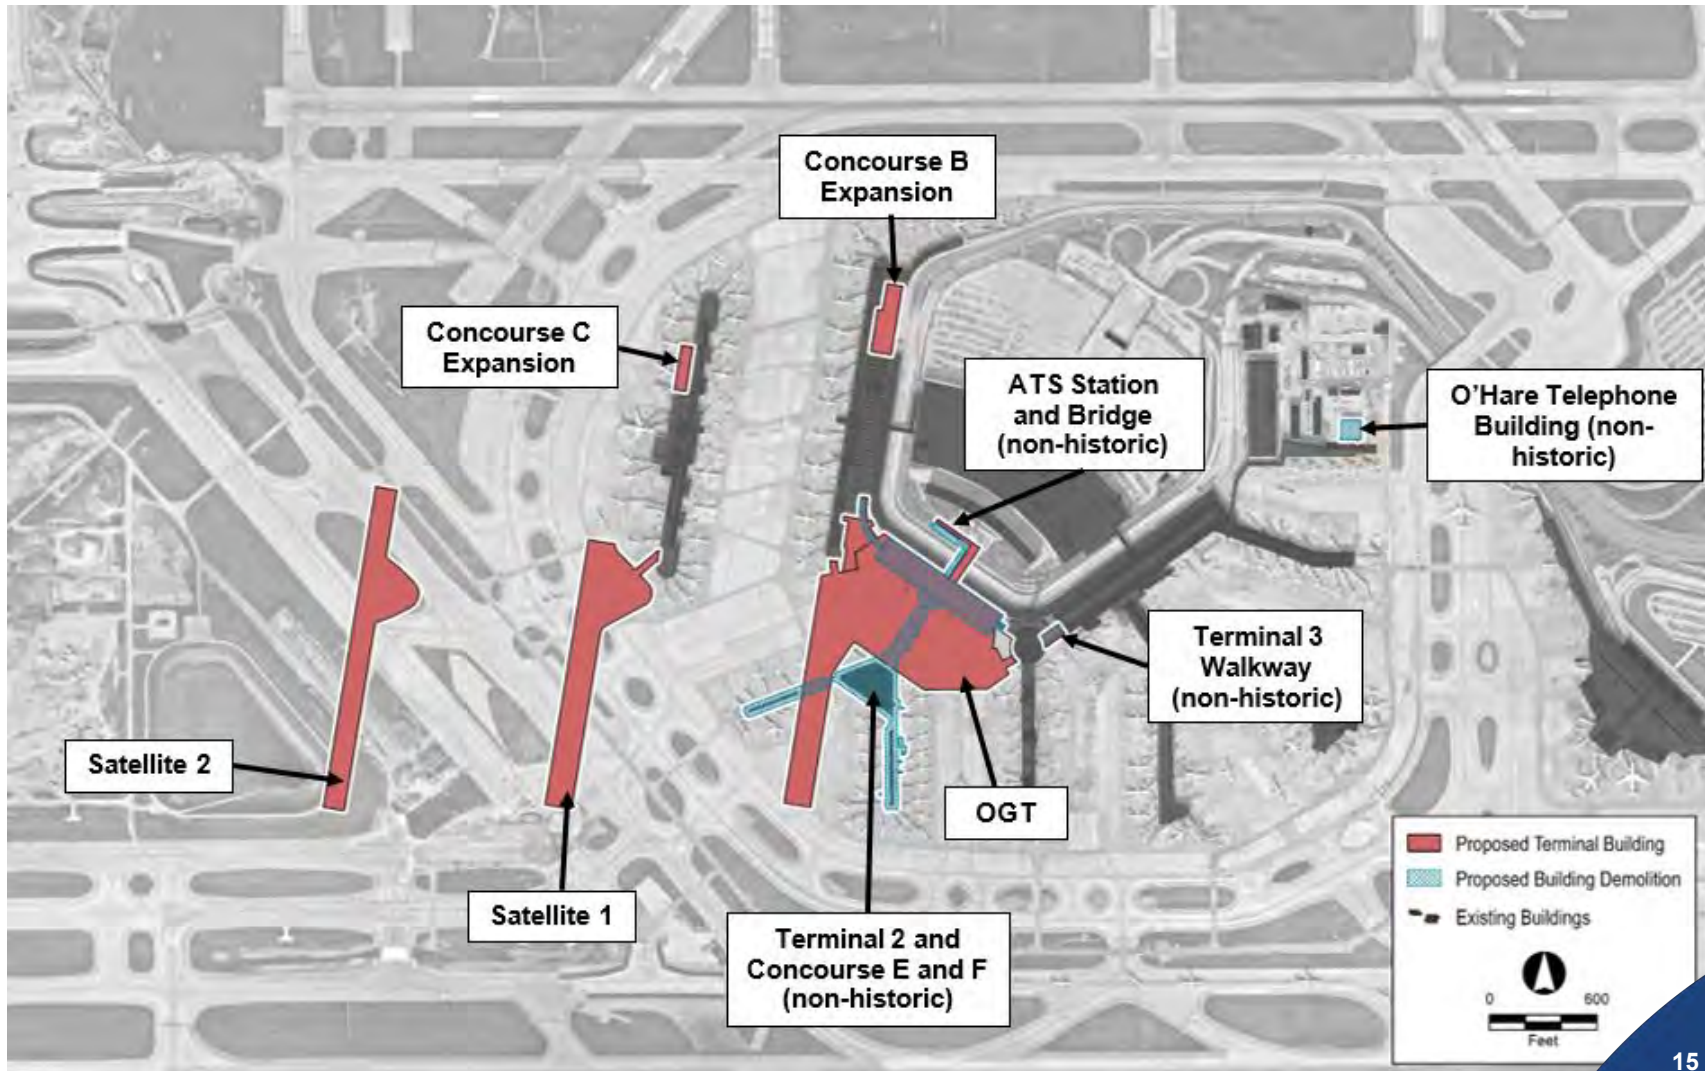 Concourse B
Expansion
Concourse C
Expansion
ATS Station
and Bridge
(non-historic)
O'Hare Telephone
Building (non-
historic)
Terminal 3
Walkway
(non-historic)
Satellite 2
OGT
Satellite 1
Terminal 2 and
Concourse E and F
(non-historic)
Proposed Terminal Building
Proposed Building Demolition
Existing Buildings
0 600
Feet
15